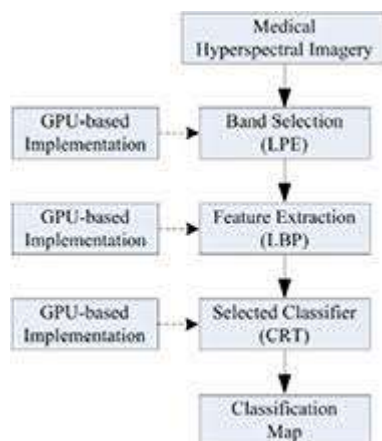 Medical
Hyperspectral Imagery
GPU-based
Implementation
Band Selection
(LPE)
GPU-based
Implementation
Feature Extraction
(LBP)
GPU-based
Implementation
Selected Classifier
(CRT)
Classification
Map